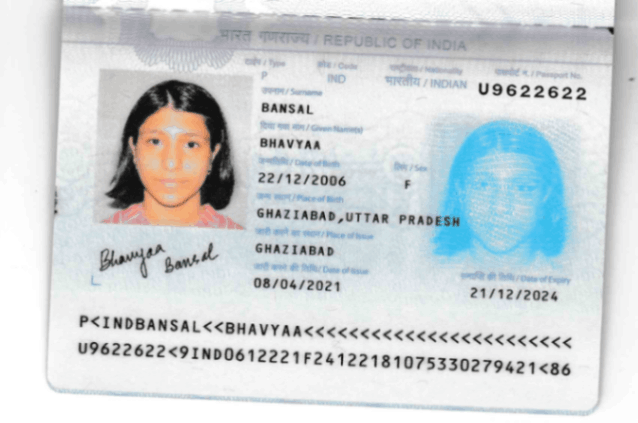 भारत गणराज्य / REPUBLIC OF INDIA
टाईप / Type कोड / Code राष्ट्रीयता / Nationality पासपोर्ट नं. / Passport No.
P IND भारतीय / INDIAN U9622622
उपनाम / Surname
BANSAL
दिया गया नाम / Given Name(s)
BHAVYAA
जन्मतिथि / Date of Birth लिंग / Sex
22/12/2006 F
जन्म स्थान / Place of Birth
GHAZIABAD,UTTAR PRADESH
जारी करने का स्थान / Place of Issue
GHAZIABAD
जारी करने की तिथि / Date of Issue समाप्ति की तिथि / Date of Expiry
08/04/2021 21/12/2024
Bhavyaa
Bansal
P<INDBANSAL<<BHAVYAA<<<<<<<<<<<<<<<<<<<<<<<<
U9622622<9IND0612221F24122181075330279421<86